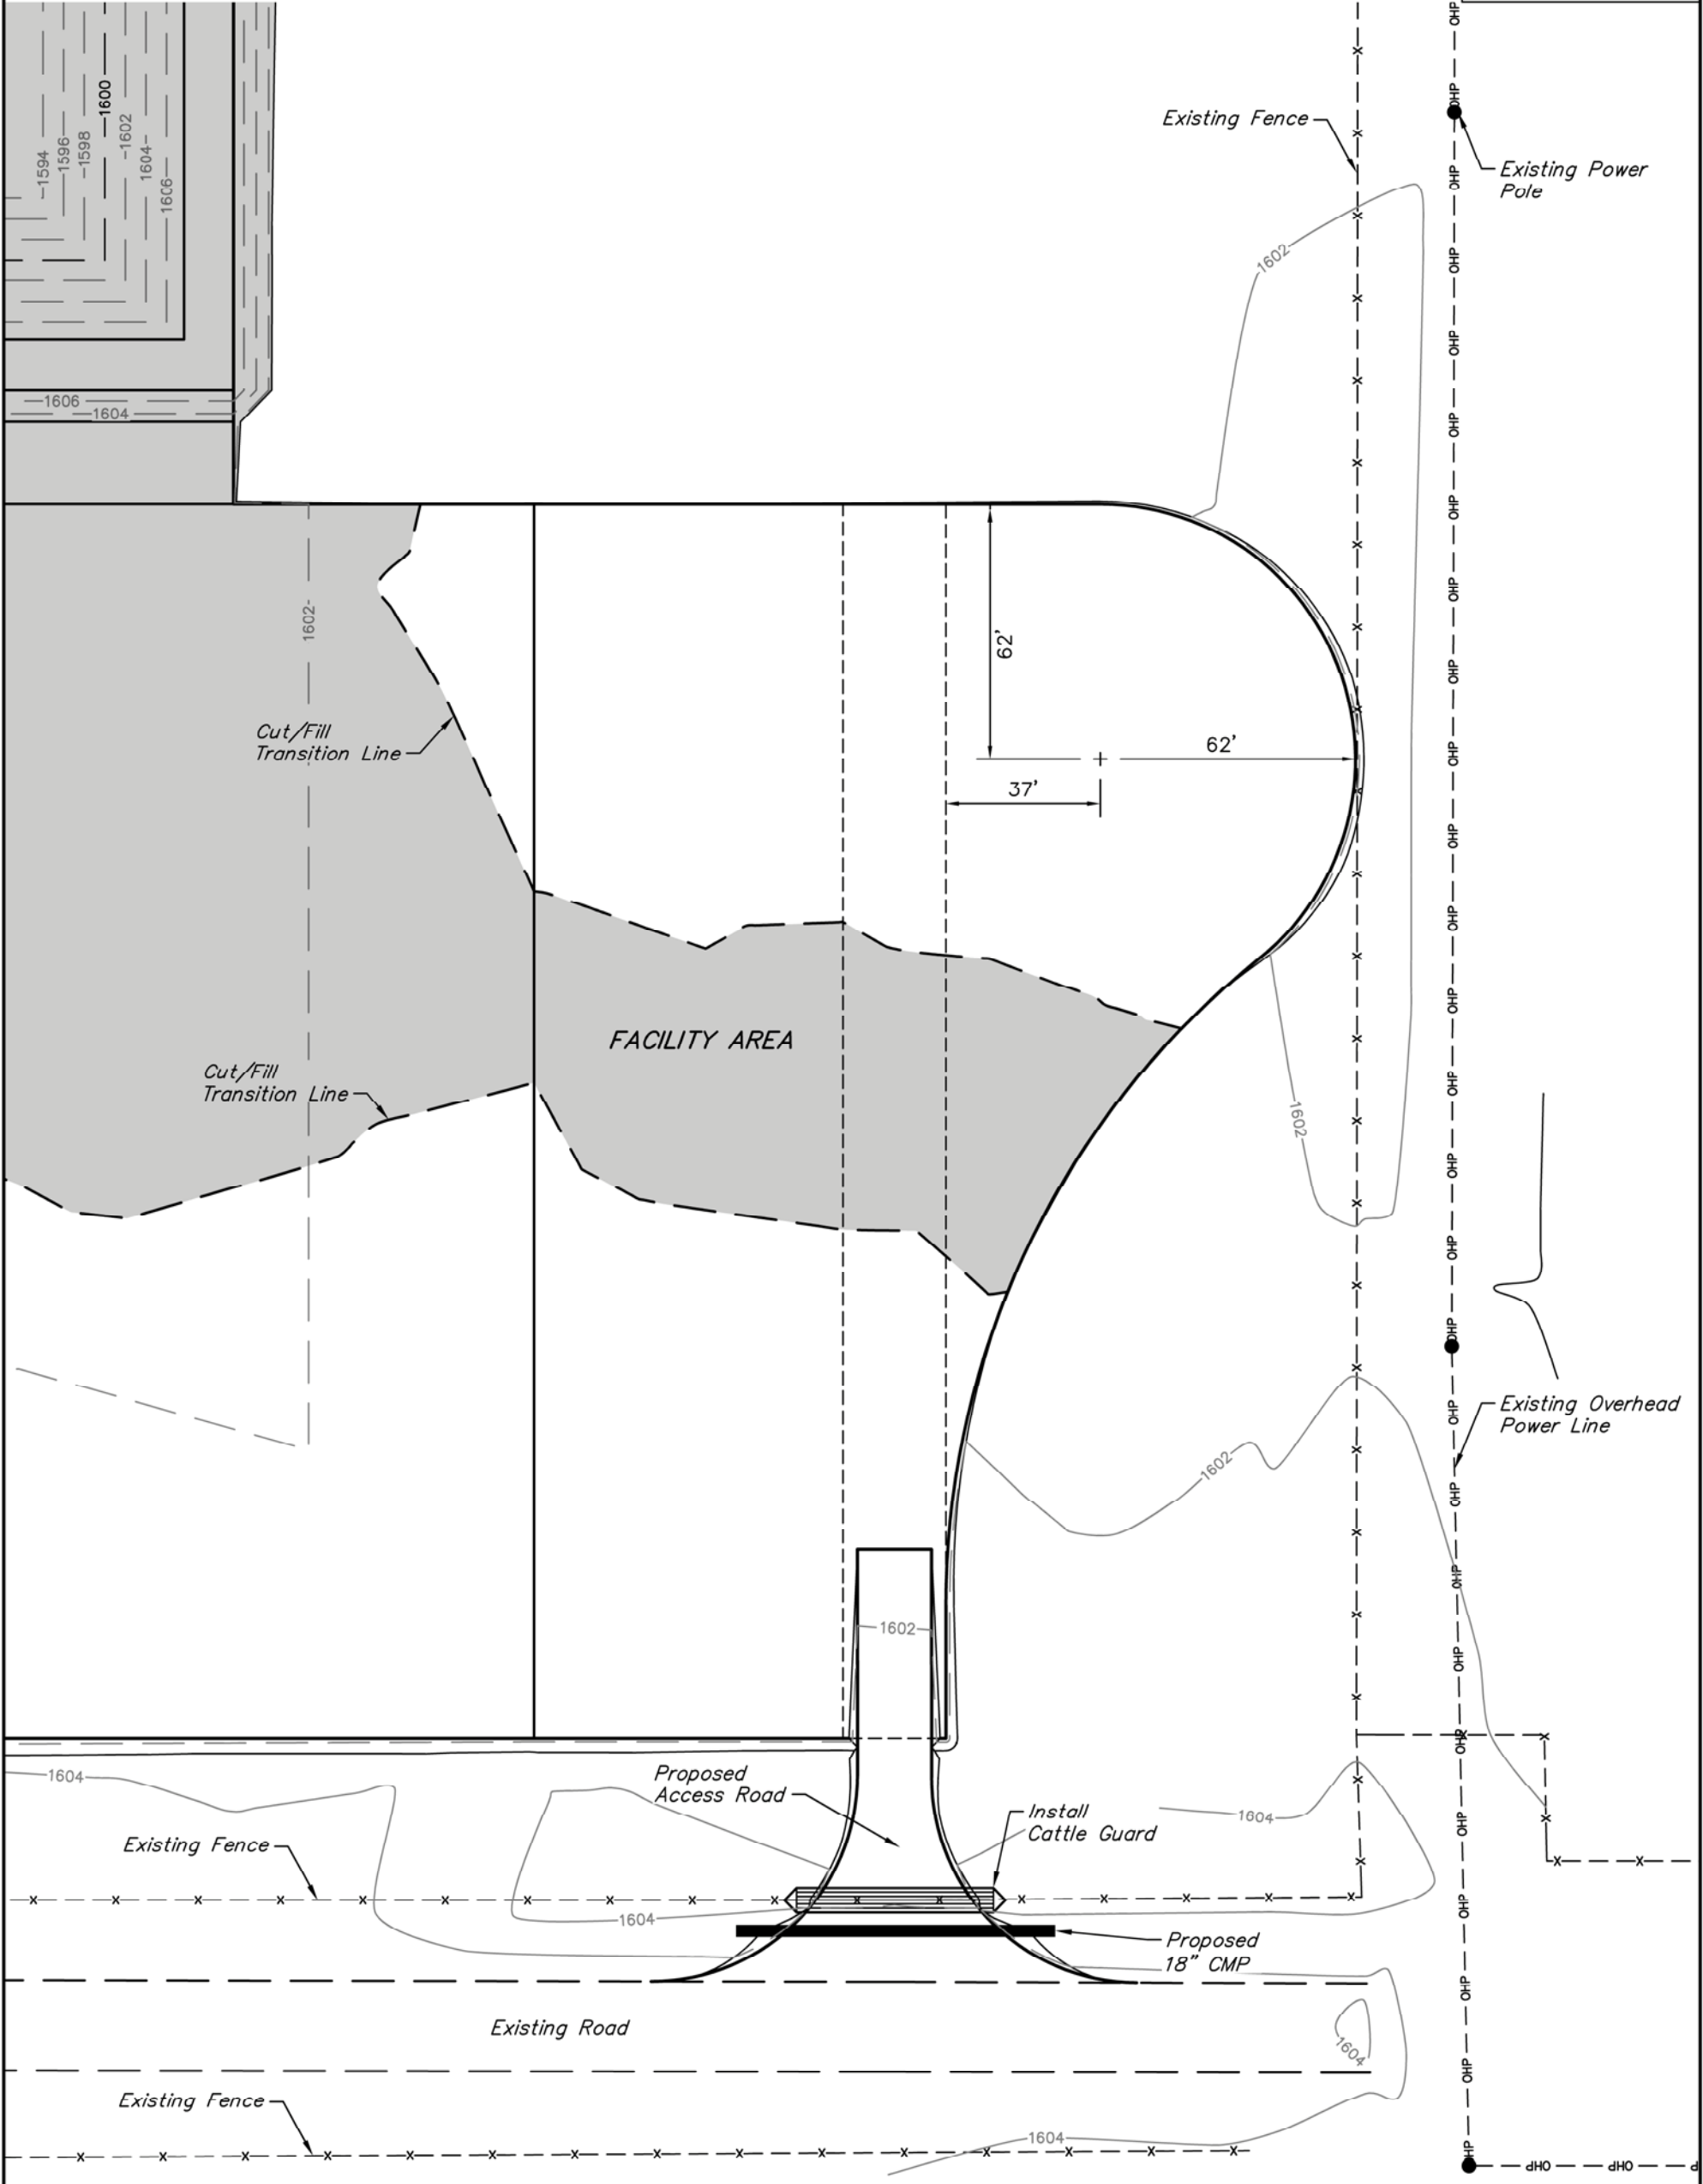 OHP
1600
1602
1598
1604
1596
1606
1594
Existing Fence
Existing Power
Pole
1602
1606
1604
1602
62'
Cut/Fill
Transition Line
62'
37'
FACILITY AREA
Cut/Fill
Transition Line
1602
Existing Overhead
Power Line
1602
1602
Proposed
Access Road
1604
Install
Cattle Guard
1604
Existing Fence
1604
Proposed
18" CMP
Existing Road
1604
Existing Fence
1604
OHP
OHP